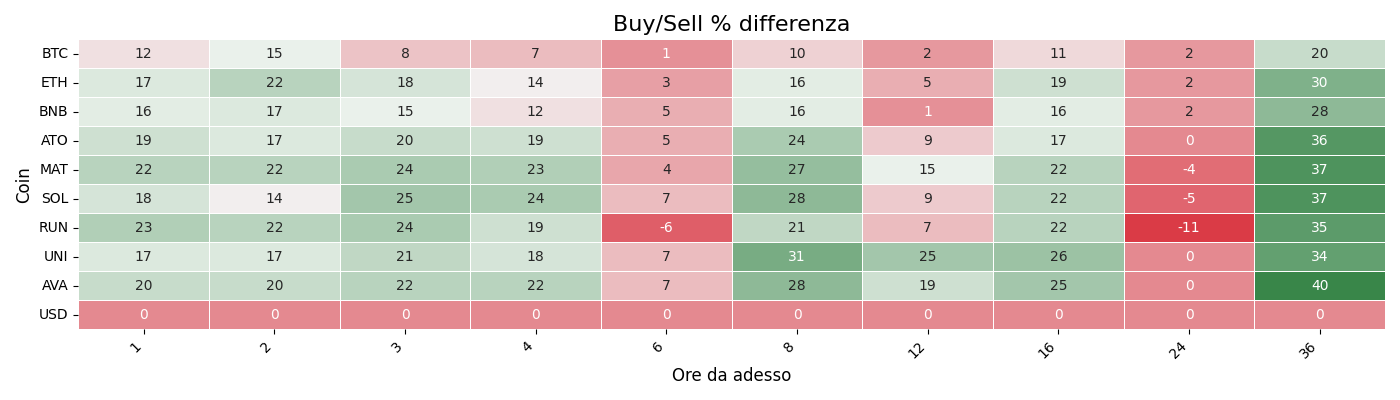 Buy/Sell % differenza
Coin
BTC 12 15 8 7 1 10 2 11 2 20
ETH 17 22 18 14 3 16 5 19 2 30
BNB 16 17 15 12 5 16 1 16 2 28
ATO 19 17 20 19 5 24 9 17 0 36
MAT 22 22 24 23 4 27 15 22 -4 37
SOL 18 14 25 24 7 28 9 22 -5 37
RUN 23 22 24 19 -6 21 7 22 -11 35
UNI 17 17 21 18 7 31 25 26 0 34
AVA 20 20 22 22 7 28 19 25 0 40
USD 0 0 0 0 0 0 0 0 0 0
1 2 3 4 6 8 12 16 24 36
Ore da adesso